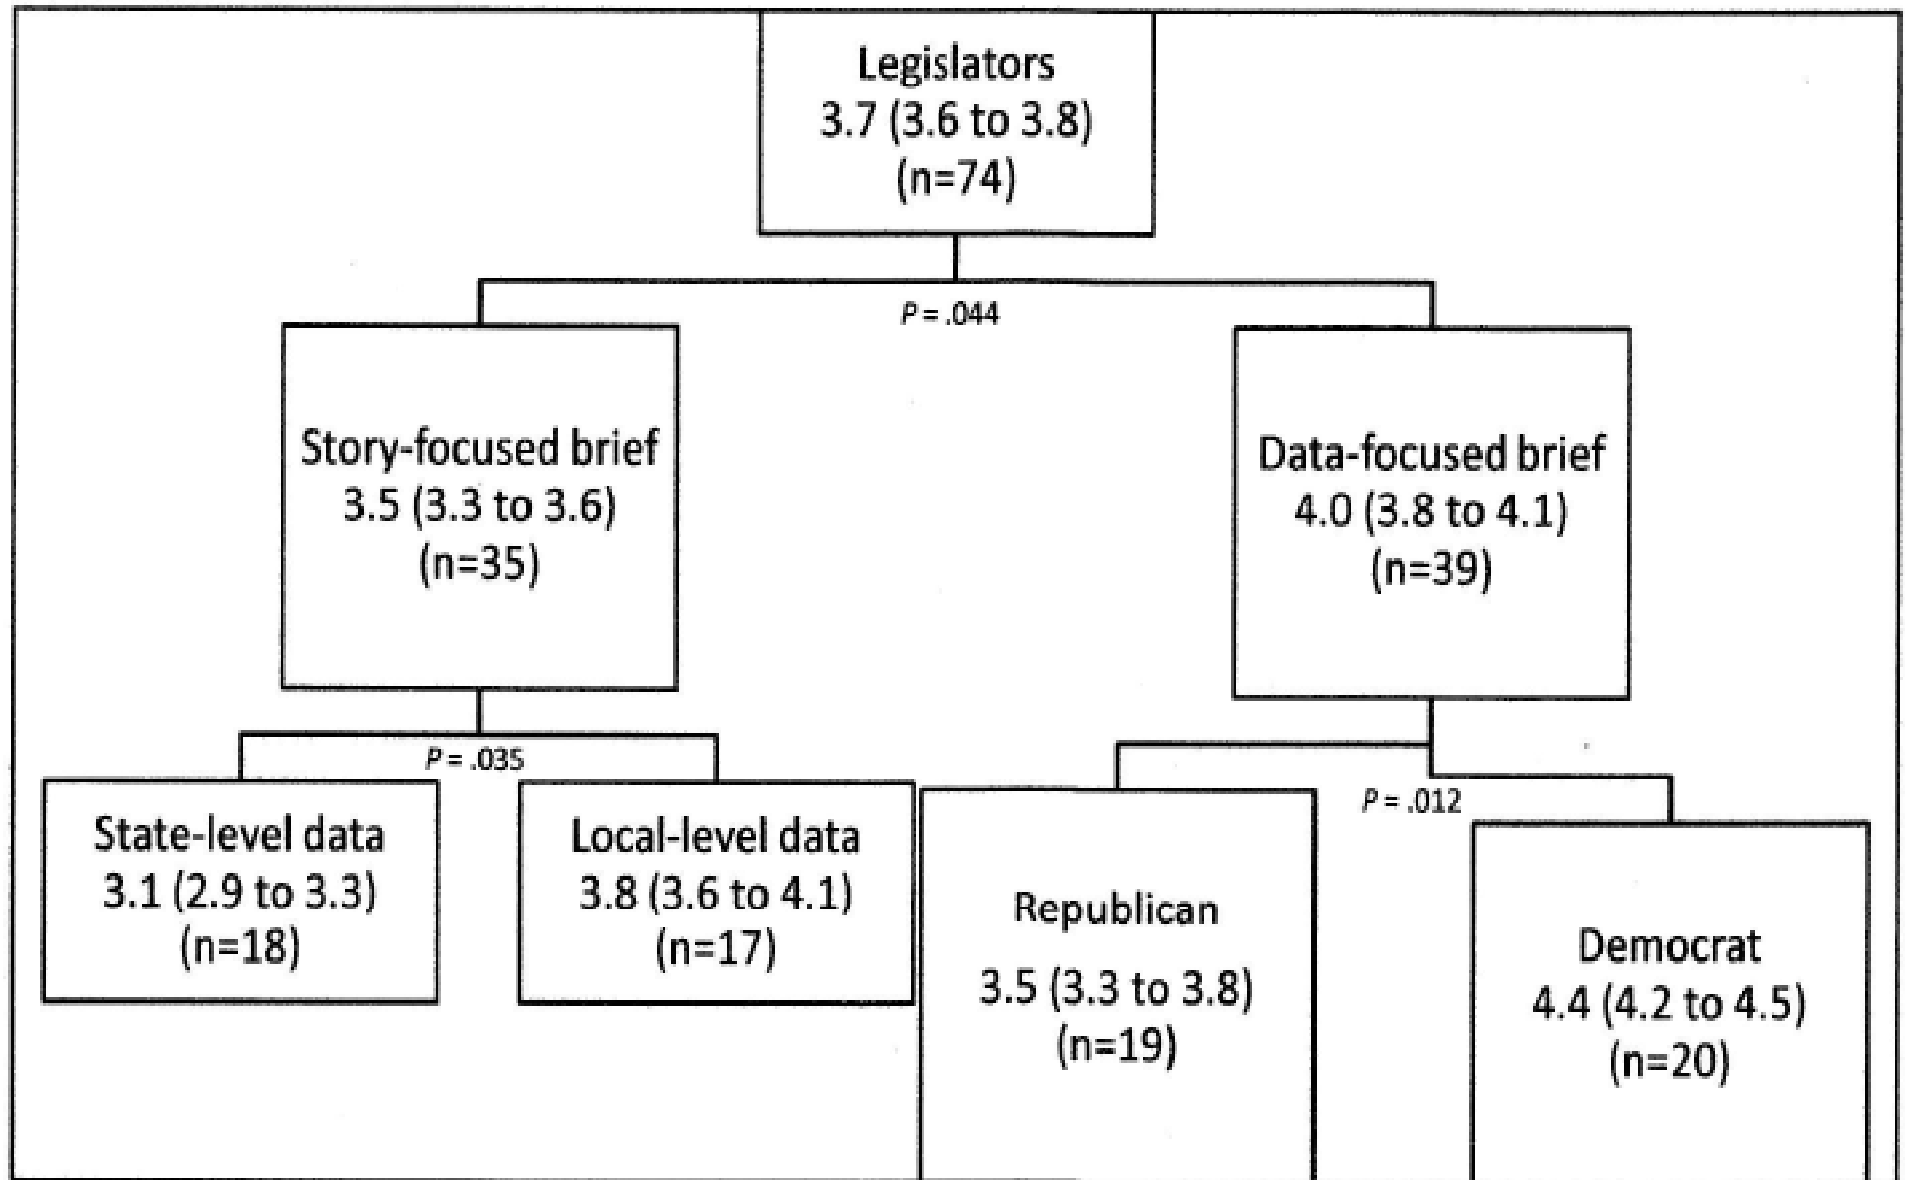 Legislators
3.7 (3.6 to 3.8)
(n=74)
P = .044
Story-focused brief
3.5 (3.3 to 3.6)
(n=35)
Data-focused brief
4.0 (3.8 to 4.1)
(n=39)
P = .035
State-level data
3.1 (2.9 to 3.3)
(n=18)
Local-level data
3.8 (3.6 to 4.1)
(n=17)
P = .012
Republican
3.5 (3.3 to 3.8)
(n=19)
Democrat
4.4 (4.2 to 4.5)
(n=20)